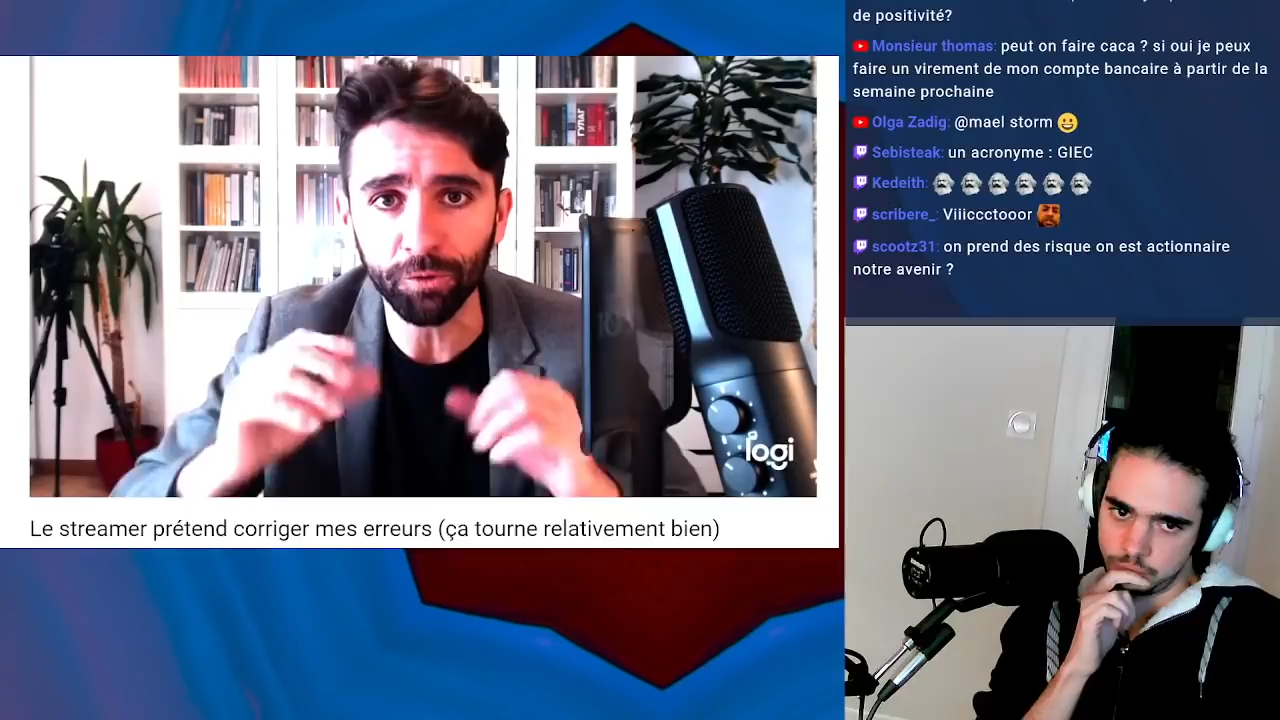 de positivité?
Monsieur thomas: peut on faire caca ? si oui je peux
faire un virement de mon compte bancaire à partir de la
semaine prochaine
Olga Zadig: @mael storm
Sebisteak: un acronyme : GIEC
Kedeith:
scribere_: Viiiccctooor
scootz31: on prend des risque on est actionnaire
notre avenir ?
ГУЛАГ
logi
Le streamer prétend corriger mes erreurs (ça tourne relativement bien)